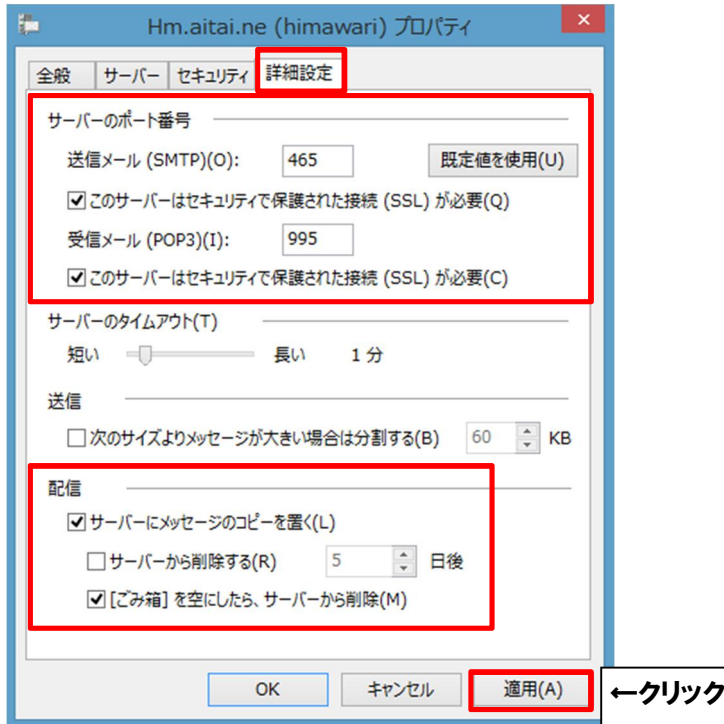 Hm.aitai.ne (himawari) プロパティ
全般 サーバー セキュリティ 詳細設定
サーバーのポート番号
送信メール (SMTP)(O): 465 既定値を使用(U)
このサーバーはセキュリティで保護された接続 (SSL) が必要(Q)
受信メール (POP3)(I): 995
このサーバーはセキュリティで保護された接続 (SSL) が必要(C)
サーバーのタイムアウト(T)
短い 長い 1 分
送信
次のサイズよりメッセージが大きい場合は分割する(B) 60 KB
配信
サーバーにメッセージのコピーを置く(L)
サーバーから削除する(R) 5 日後
[ごみ箱] を空にしたら、サーバーから削除(M)
OK キャンセル 適用(A) ←クリック